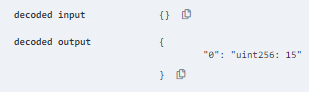 decoded input {}
decoded output {
"0": "uint256: 15"
}